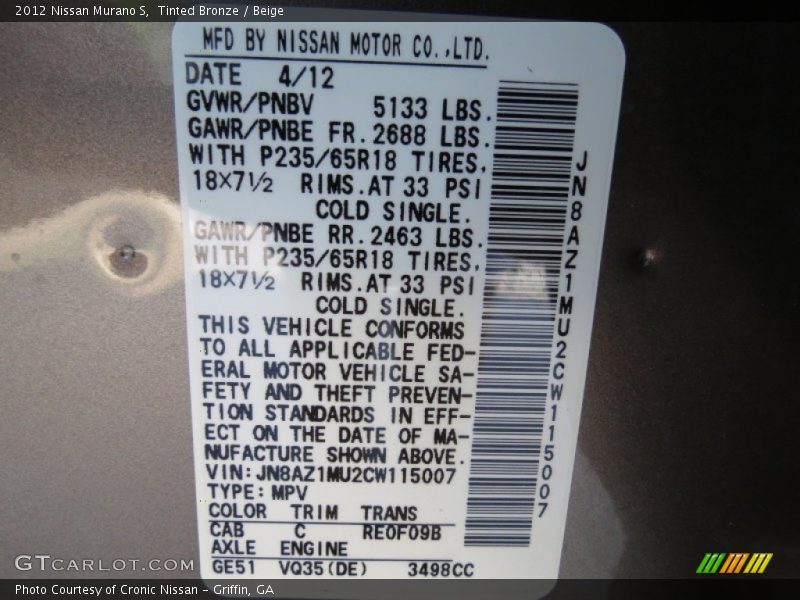 2012 Nissan Murano S,  Tinted Bronze / Beige
MFD BY NISSAN MOTOR CO.,LTD.
DATE 4/12
GVWR/PNBV 5133 LBS.
GAWR/PNBE FR. 2688 LBS.
WITH P235/65R18 TIRES,
18×7½ RIMS. AT 33 PSI
COLD SINGLE.
GAWR/PNBE RR. 2463 LBS.
WITH P235/65R18 TIRES,
18×7½ RIMS. AT 33 PSI
COLD SINGLE.
THIS VEHICLE CONFORMS
TO ALL APPLICABLE FED-
ERAL MOTOR VEHICLE SA-
FETY AND THEFT PREVEN-
TION STANDARDS IN EFF-
ECT ON THE DATE OF MA-
NUFACTURE SHOWN ABOVE.
VIN: JN8AZ1MU2CW115007
TYPE: MPV
COLOR TRIM TRANS
CAB C RE0F09B
AXLE ENGINE
GE51 VQ35(DE) 3498CC
JN8AZ1MU2CW115007
GTCARLOT.COM
Photo Courtesy of Cronic Nissan - Griffin, GA